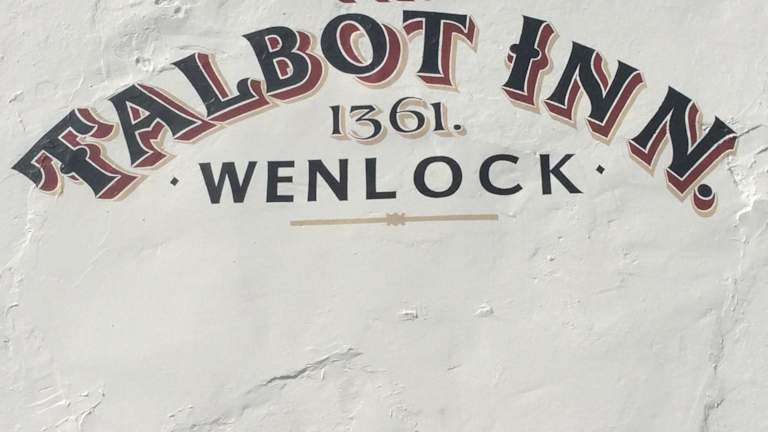 TALBOT INN.
1361.
· WENLOCK ·